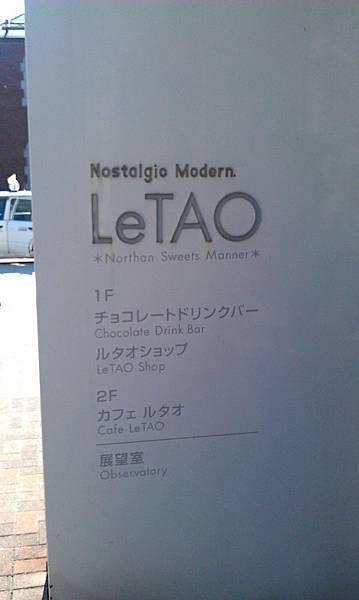 Nostalgio Modern.
LeTAO
*Northan Sweets Manner*
1F
チョコレートドリンクバー
Chocolate Drink Bar
ルタオショップ
LeTAO Shop
2F
カフェ ルタオ
Cafe LeTAO
展望室
Observatory